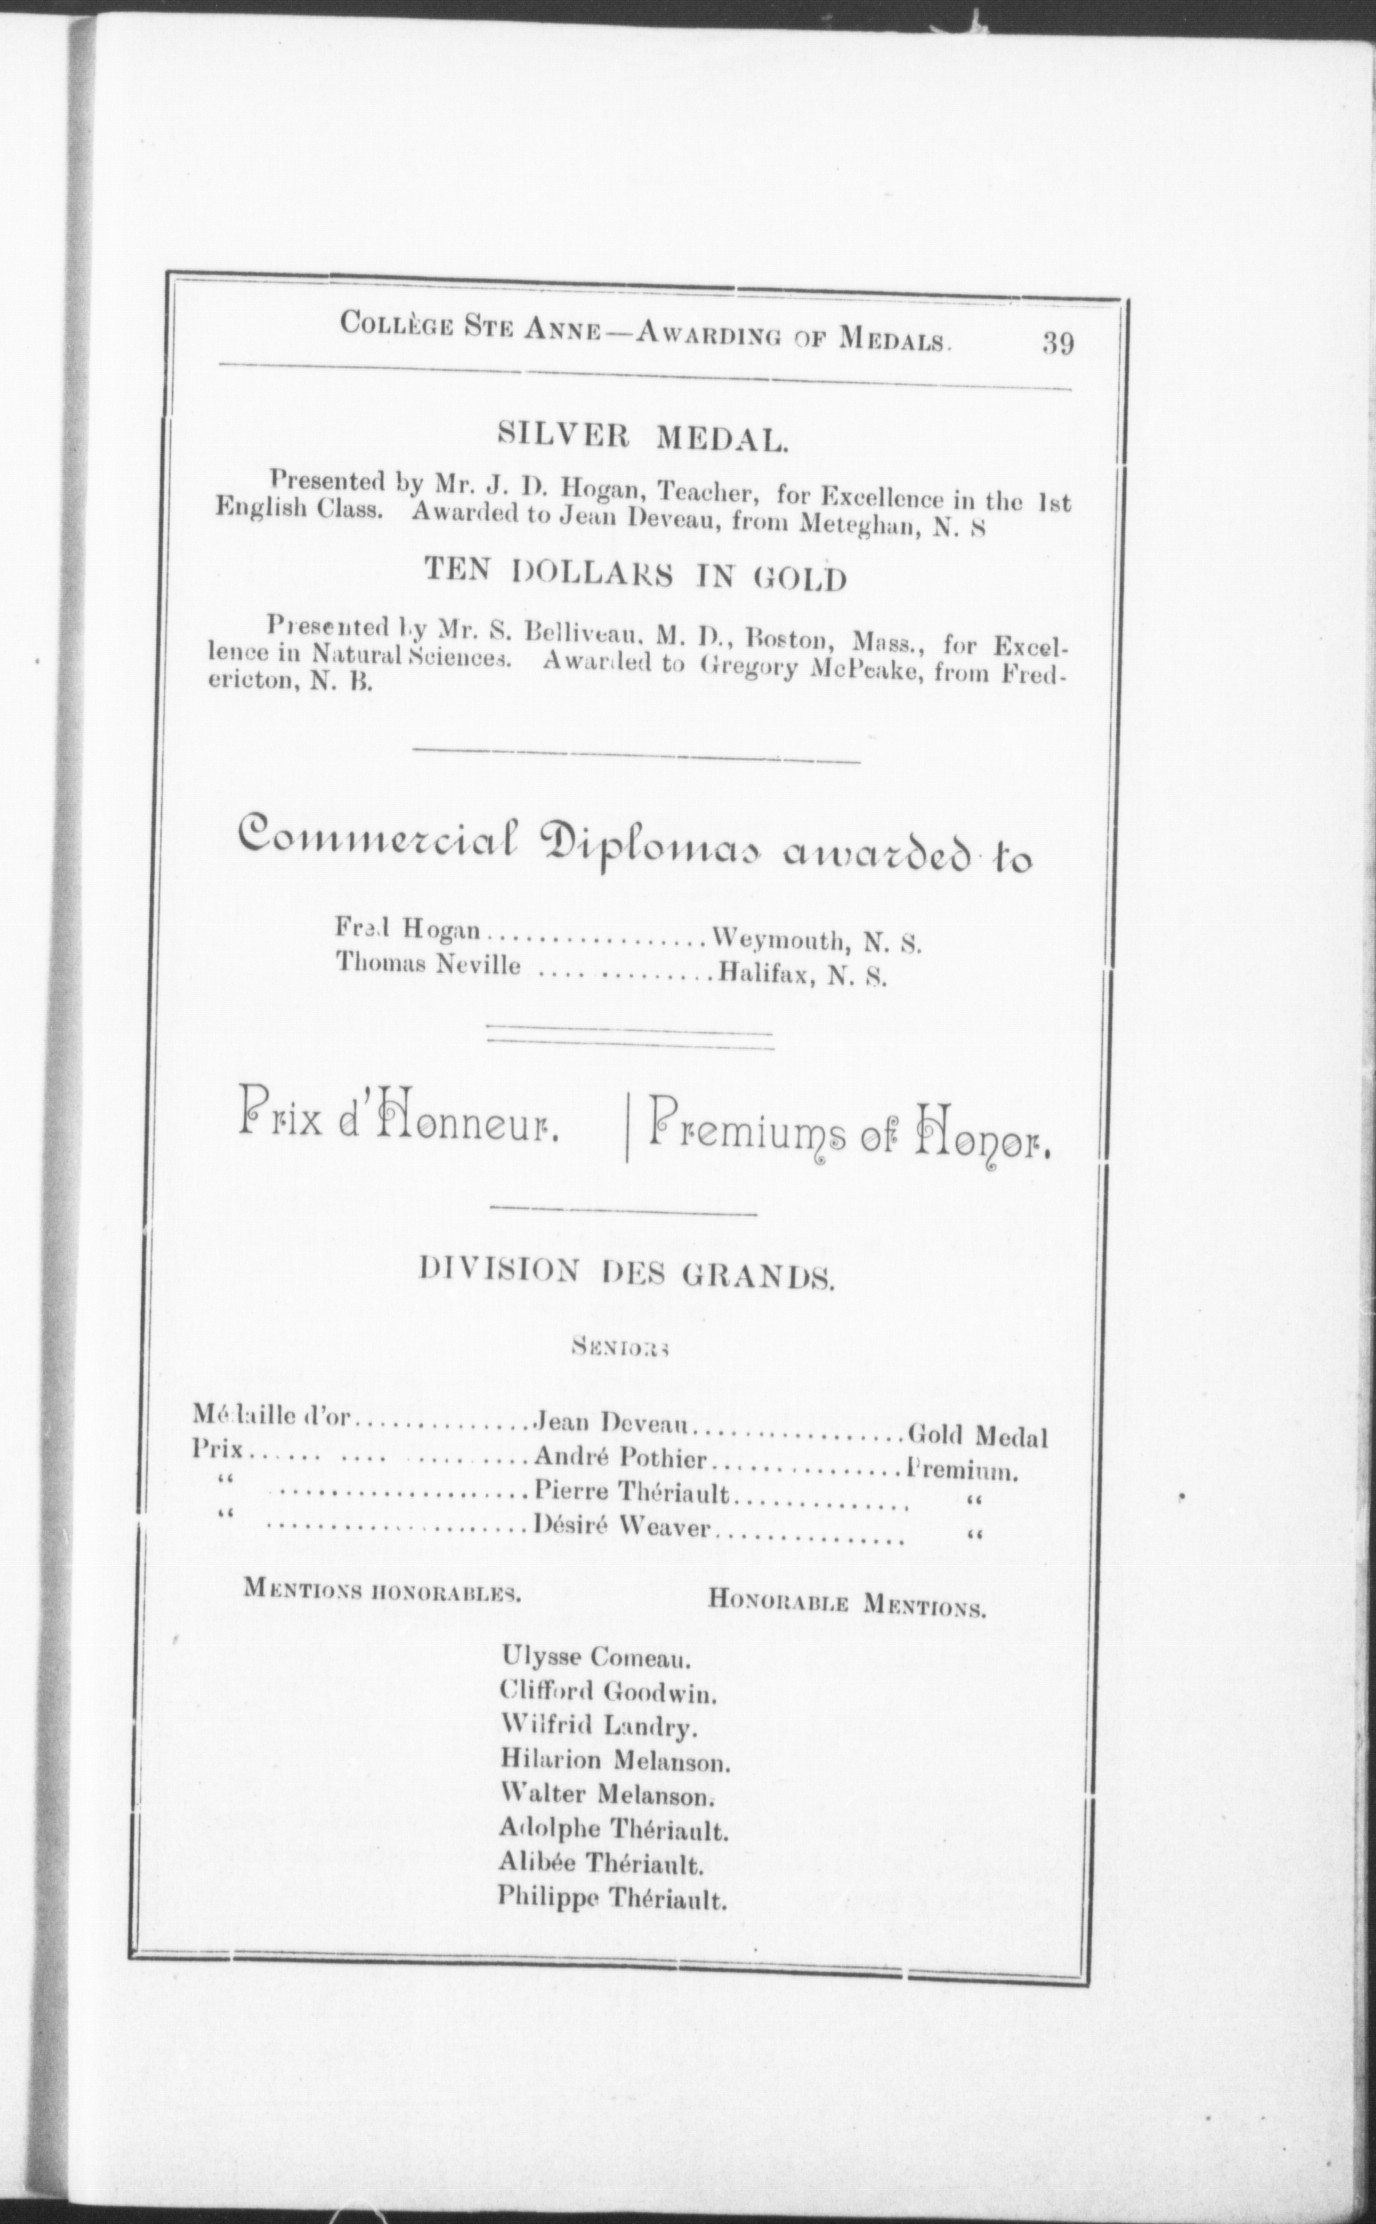 COLLÈGE STE ANNE—AWARDING OF MEDALS. 39
SILVER MEDAL.
Presented by Mr. J. D. Hogan, Teacher, for Excellence in the 1st
English Class. Awarded to Jean Deveau, from Meteghan, N. S
TEN DOLLARS IN GOLD
Presented by Mr. S. Belliveau, M. D., Boston, Mass., for Excel-
lence in Natural Sciences. Awarded to Gregory McPeake, from Fred-
ericton, N. B.
Commercial Diplomas awarded to
Fred Hogan.................Weymouth, N. S.
Thomas Neville .............Halifax, N. S.
Prix d'Honneur. | Premiums of Honor.
DIVISION DES GRANDS.
SENIORS
Médaille d'or..............Jean Deveau.................Gold Medal
Prix...... .... ..........André Pothier...............Premium.
“ ....................Pierre Thériault.............. “
“ ....................Désiré Weaver............... “
MENTIONS HONORABLES. HONORABLE MENTIONS.
Ulysse Comeau.
Clifford Goodwin.
Wilfrid Landry.
Hilarion Melanson.
Walter Melanson.
Adolphe Thériault.
Alibée Thériault.
Philippe Thériault.